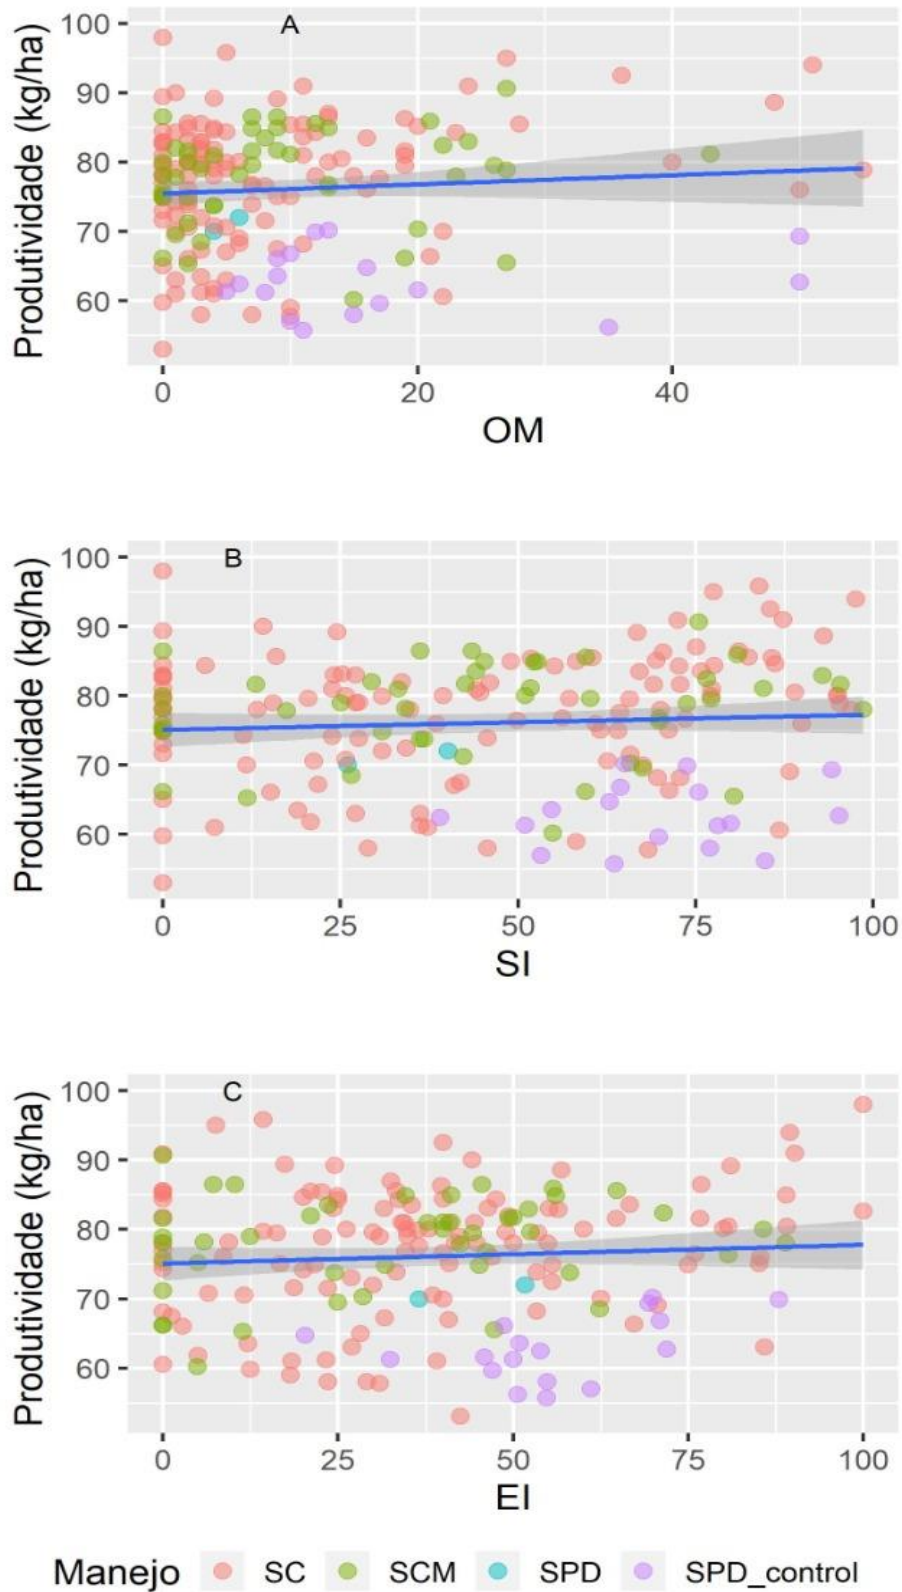 A
Produtividade (kg/ha)
100
90
80
70
60
0 20 40
OM
B
Produtividade (kg/ha)
100
90
80
70
60
0 25 50 75 100
SI
C
Produtividade (kg/ha)
100
90
80
70
60
0 25 50 75 100
EI
Manejo SC SCM SPD SPD_control